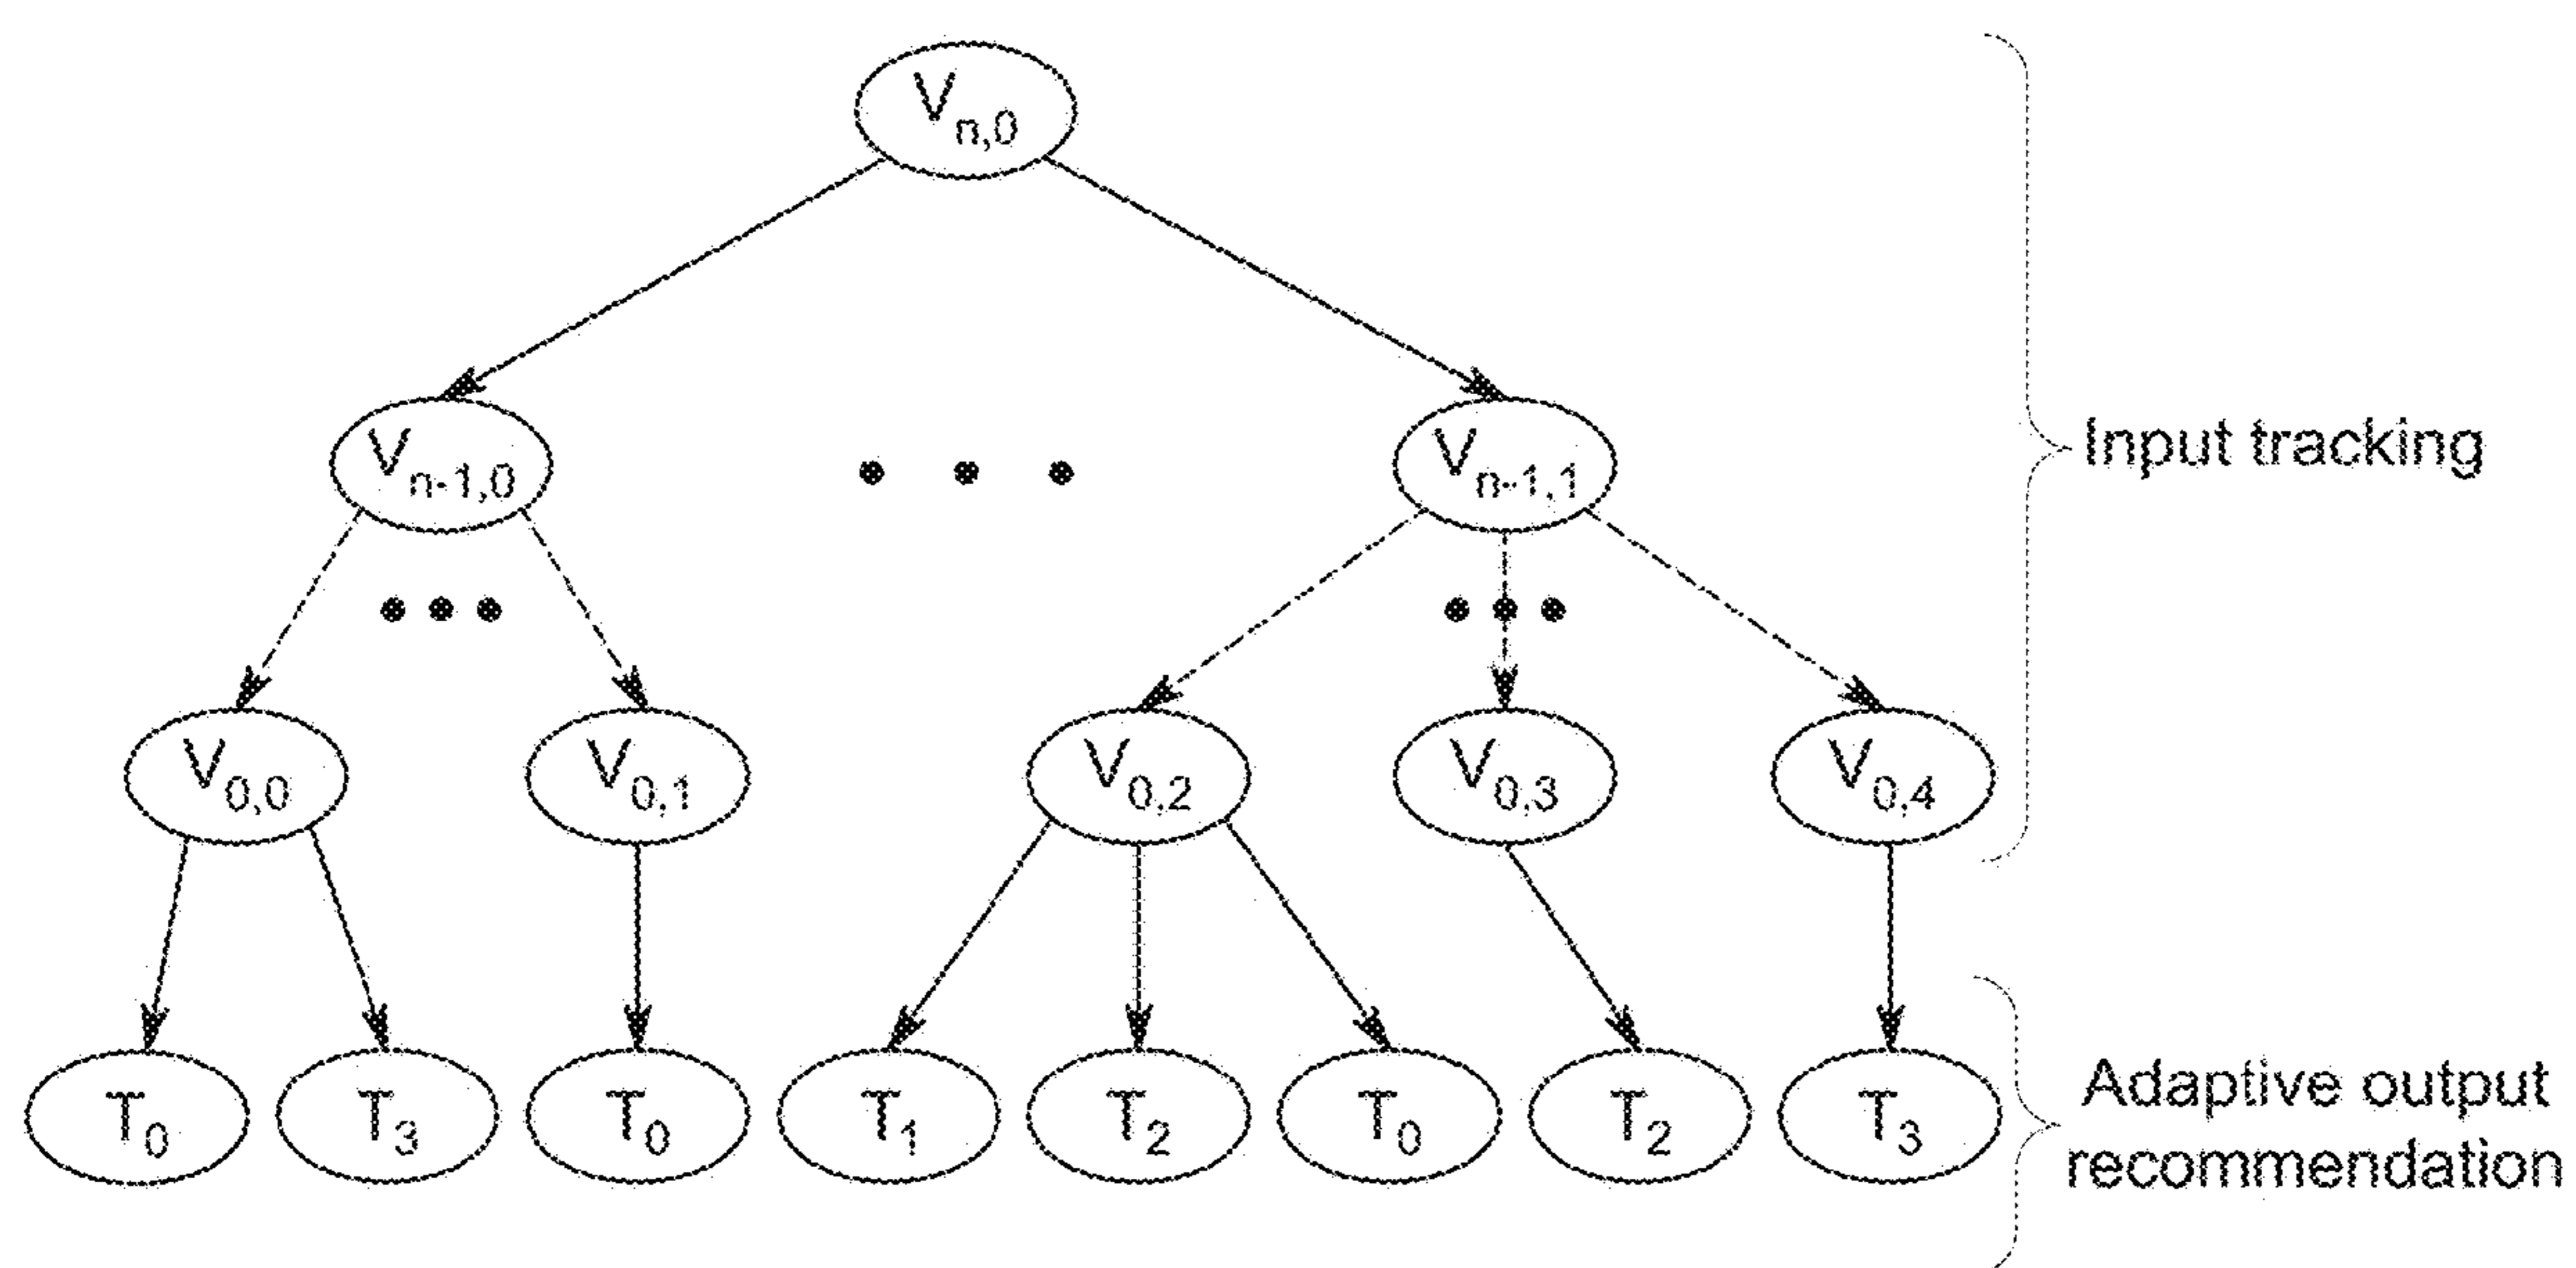 Vn,0
Vn-1,0
Vn-1,1
Input tracking
V0,0
V0,1
V0,2
V0,3
V0,4
T0
T3
T0
T1
T2
T0
T2
T3
Adaptive output
recommendation